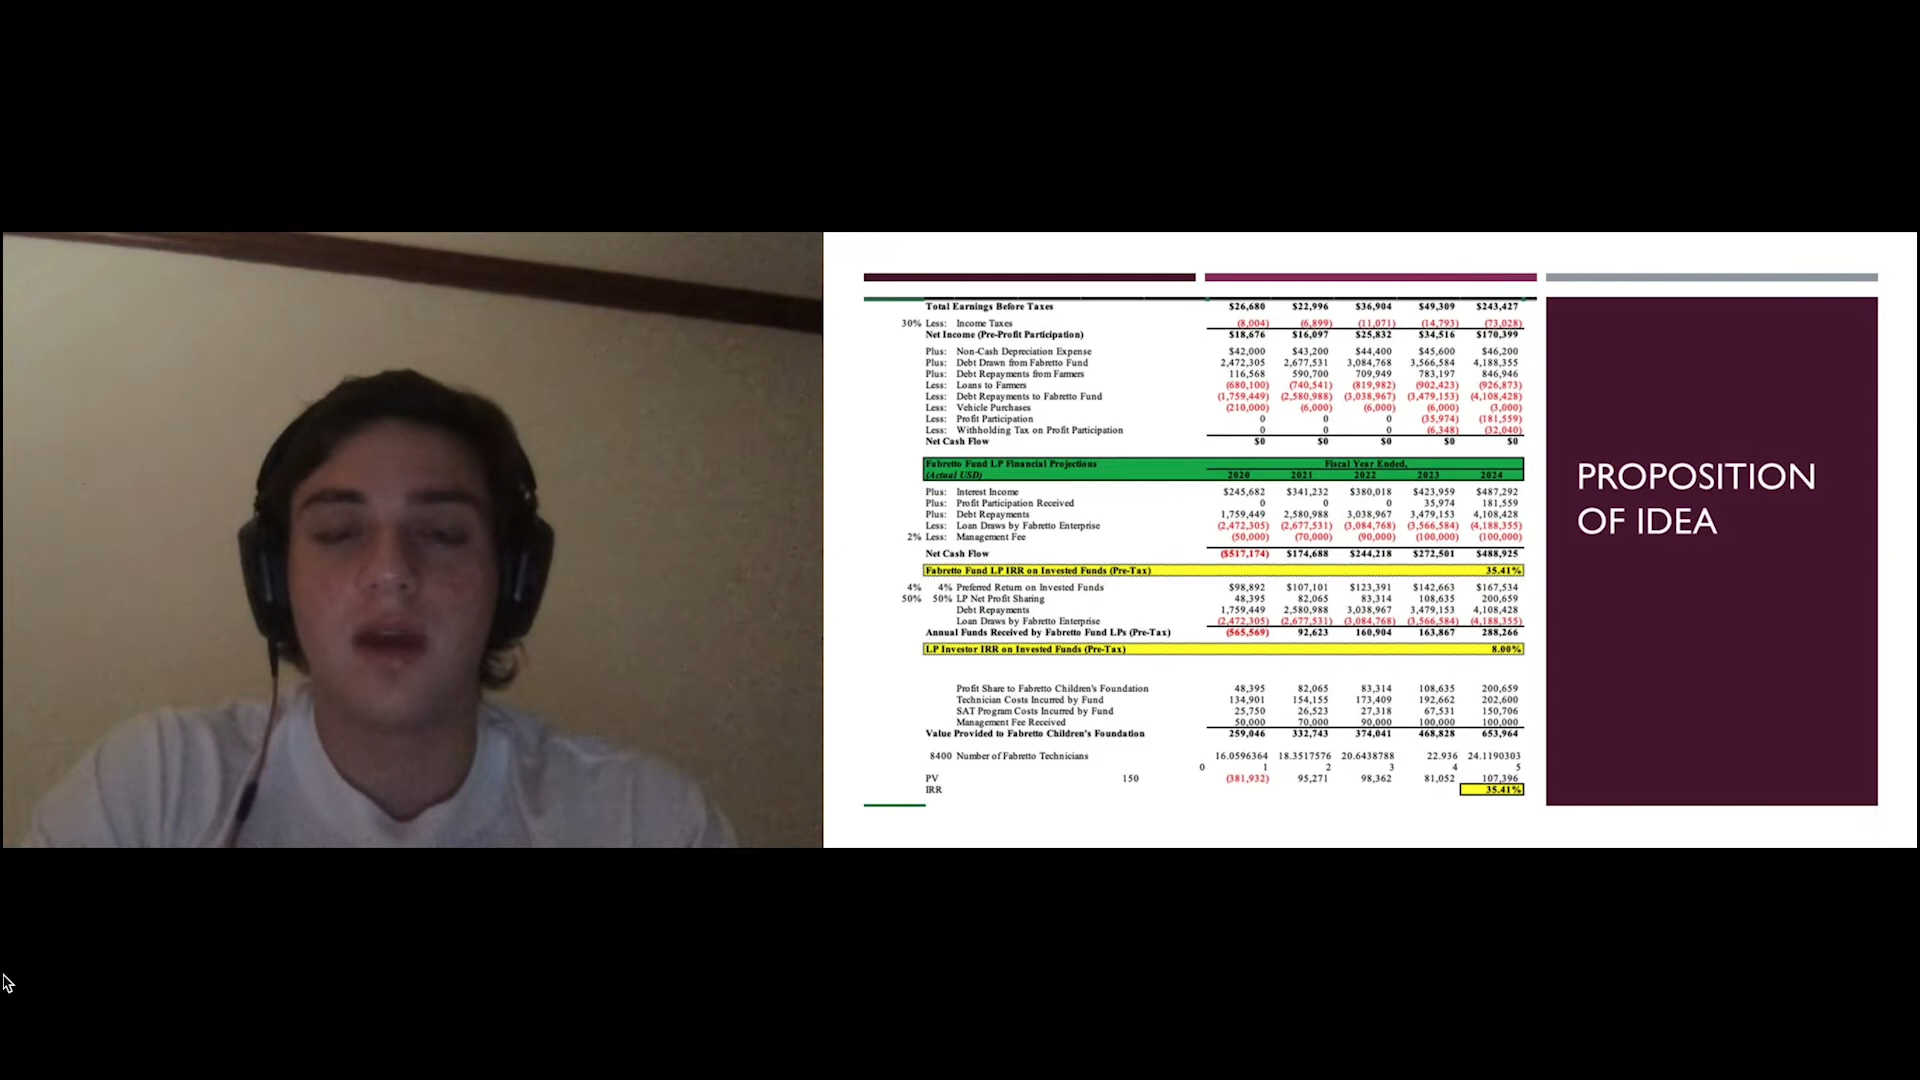 Total Earnings Before Taxes $26,680 $22,996 $36,904 $49,309 $243,427
30% Less: Income Taxes (8,004) (6,899) (11,071) (14,793) (73,028)
Net Income (Pre-Profit Participation) $18,676 $16,097 $25,832 $34,516 $170,399
Plus: Non-Cash Depreciation Expense $42,000 $43,200 $44,400 $45,600 $46,200
Plus: Debt Drawn from Fabretto Fund 2,472,305 2,677,531 3,084,768 3,566,584 4,188,355
Plus: Debt Repayments from Farmers 116,568 590,700 709,949 783,197 846,946
Less: Loans to Farmers (680,100) (740,541) (819,982) (902,423) (926,873)
Less: Debt Repayments to Fabretto Fund (1,759,449) (2,580,988) (3,038,967) (3,479,153) (4,108,428)
Less: Vehicle Purchases (210,000) (6,000) (6,000) (6,000) (3,000)
Less: Profit Participation 0 0 0 (35,974) (181,559)
Less: Withholding Tax on Profit Participation 0 0 0 (6,348) (32,040)
Net Cash Flow $0 $0 $0 $0 $0
Fabretto Fund LP Financial Projections Fiscal Year Ended,
(Actual USD) 2020 2021 2022 2023 2024
Plus: Interest Income $245,682 $341,232 $380,018 $423,959 $487,292
Plus: Profit Participation Received 0 0 0 35,974 181,559
Plus: Debt Repayments 1,759,449 2,580,988 3,038,967 3,479,153 4,108,428
Less: Loan Draws by Fabretto Enterprise (2,472,305) (2,677,531) (3,084,768) (3,566,584) (4,188,355)
2% Less: Management Fee (50,000) (70,000) (90,000) (100,000) (100,000)
Net Cash Flow ($517,174) $174,688 $244,218 $272,501 $488,925
Fabretto Fund LP IRR on Invested Funds (Pre-Tax) 35.41%
4% 4% Preferred Return on Invested Funds $98,892 $107,101 $123,391 $142,663 $167,534
50% 50% LP Net Profit Sharing 48,395 82,065 83,314 108,635 200,659
Debt Repayments 1,759,449 2,580,988 3,038,967 3,479,153 4,108,428
Loan Draws by Fabretto Enterprise (2,472,305) (2,677,531) (3,084,768) (3,566,584) (4,188,355)
Annual Funds Received by Fabretto Fund LPs (Pre-Tax) (565,569) 92,623 160,904 163,867 288,266
LP Investor IRR on Invested Funds (Pre-Tax) 8.00%
Profit Share to Fabretto Children's Foundation 48,395 82,065 83,314 108,635 200,659
Technician Costs Incurred by Fund 134,901 154,155 173,409 192,662 202,600
SAT Program Costs Incurred by Fund 25,750 26,523 27,318 67,531 150,706
Management Fee Received 50,000 70,000 90,000 100,000 100,000
Value Provided to Fabretto Children's Foundation 259,046 332,743 374,041 468,828 653,964
8400 Number of Fabretto Technicians 16.0596364 18.3517576 20.6438788 22.936 24.1190303
0 1 2 3 4 5
PV 150 (381,932) 95,271 98,362 81,052 107,396
IRR 35.41%
PROPOSITION
OF IDEA